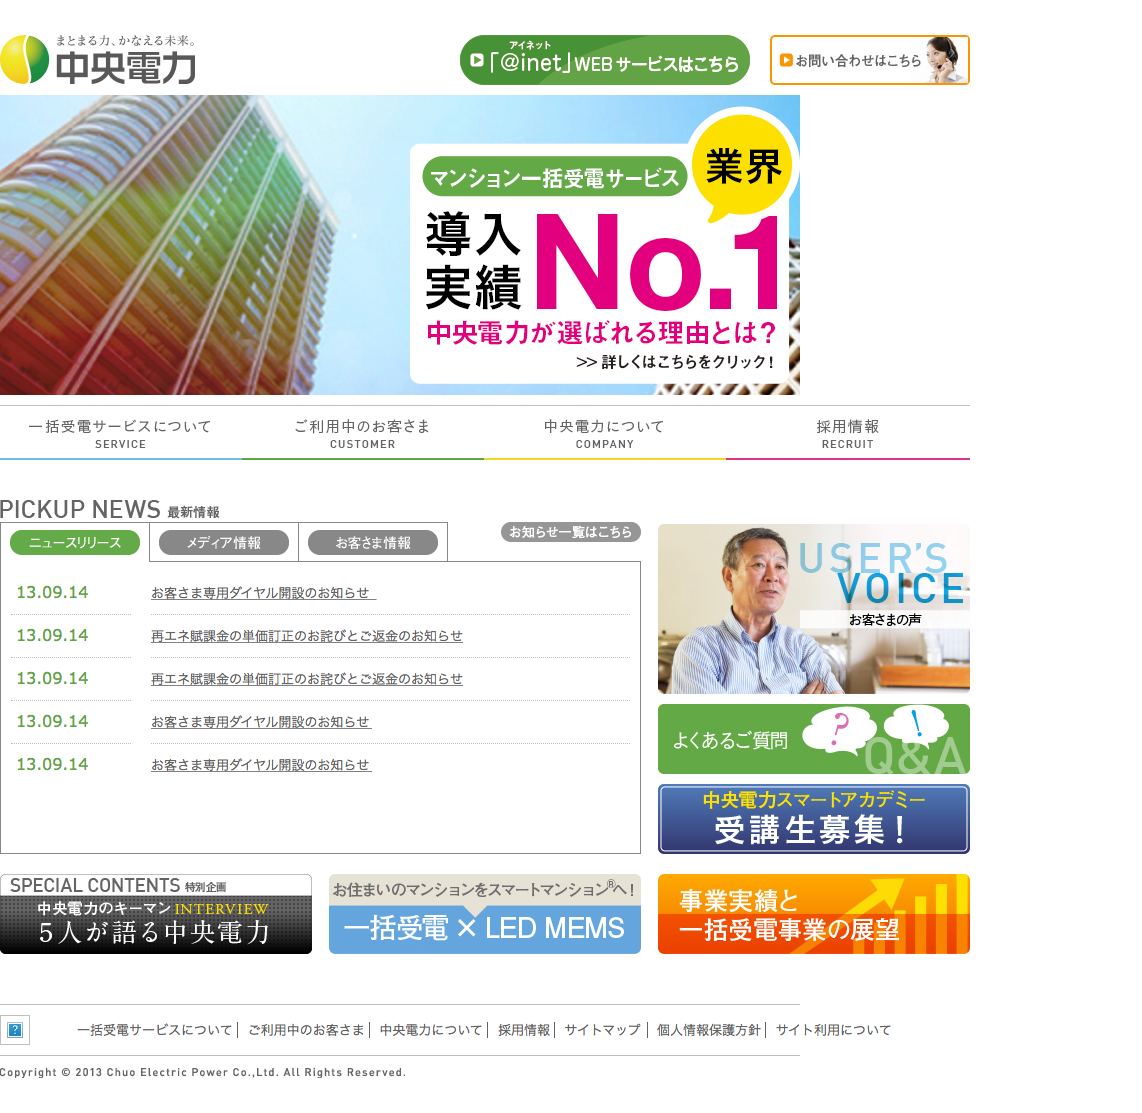 まとまる力、かなえる未来。
中央電力
アイネット
「@inet」WEBサービスはこちら
お問い合わせはこちら
業界
マンション一括受電サービス
導入
実績
No.1
中央電力が選ばれる理由とは?
>> 詳しくはこちらをクリック!
一括受電サービスについて
SERVICE
ご利用中のお客さま
CUSTOMER
中央電力について
COMPANY
採用情報
RECRUIT
PICKUP NEWS 最新情報
お知らせ一覧はこちら
ニュースリリース
メディア情報
お客さま情報
13.09.14 お客さま専用ダイヤル開設のお知らせ
13.09.14 再エネ賦課金の単価訂正のお詫びとご返金のお知らせ
13.09.14 再エネ賦課金の単価訂正のお詫びとご返金のお知らせ
13.09.14 お客さま専用ダイヤル開設のお知らせ
13.09.14 お客さま専用ダイヤル開設のお知らせ
USER'S
VOICE
お客さまの声
よくあるご質問
? !
Q&A
中央電力スマートアカデミー
受講生募集!
SPECIAL CONTENTS 特別企画
中央電力のキーマン INTERVIEW
5人が語る中央電力
お住まいのマンションをスマートマンション®へ!
一括受電 × LED MEMS
事業実績と
一括受電事業の展望
?
一括受電サービスについて
ご利用中のお客さま
中央電力について
採用情報
サイトマップ
個人情報保護方針
サイト利用について
Copyright © 2013 Chuo Electric Power Co.,Ltd. All Rights Reserved.